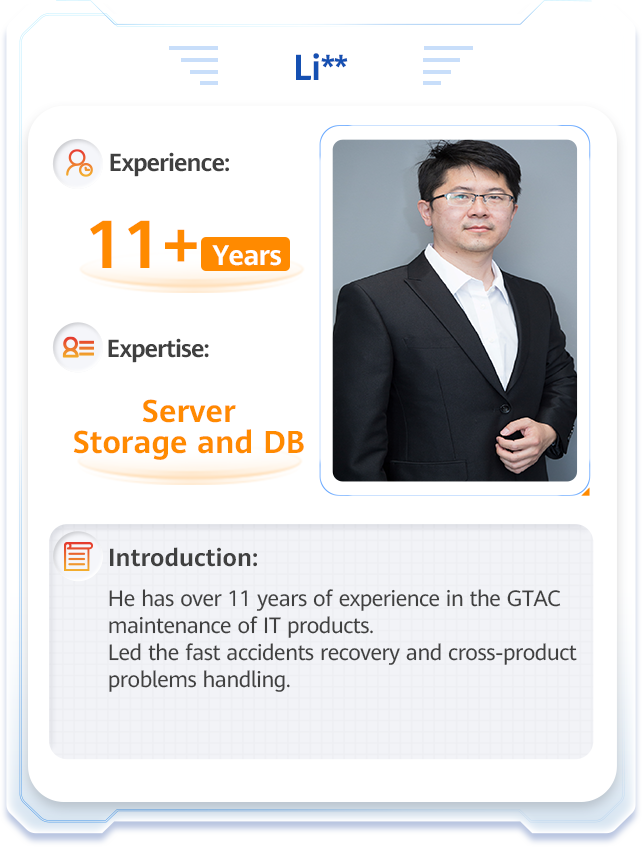 Li**
Experience:
11+ Years
Expertise:
Server
Storage and DB
Introduction:
He has over 11 years of experience in the GTAC
maintenance of IT products.
Led the fast accidents recovery and cross-product
problems handling.